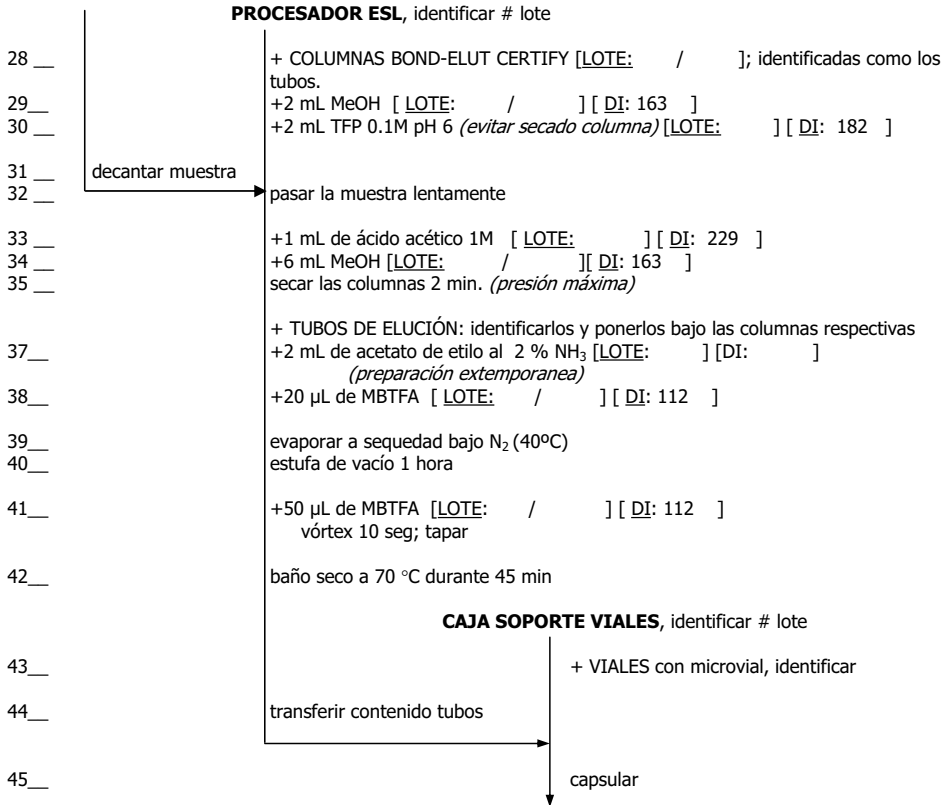 PROCESADOR ESL, identificar # lote
28 __ + COLUMNAS BOND-ELUT CERTIFY [LOTE: / ]; identificadas como los
tubos.
29__ +2 mL MeOH [ LOTE: / ] [ DI: 163 ]
30 __ +2 mL TFP 0.1M pH 6 (evitar secado columna) [LOTE: ] [ DI: 182 ]
31 __ decantar muestra
32 __ pasar la muestra lentamente
33 __ +1 mL de ácido acético 1M [ LOTE: ] [ DI: 229 ]
34 __ +6 mL MeOH [LOTE: / ][ DI: 163 ]
35 __ secar las columnas 2 min. (presión máxima)
+ TUBOS DE ELUCIÓN: identificarlos y ponerlos bajo las columnas respectivas
37__ +2 mL de acetato de etilo al 2 % NH3 [LOTE: ] [DI: ]
(preparación extemporanea)
38__ +20 µL de MBTFA [ LOTE: / ] [ DI: 112 ]
39__ evaporar a sequedad bajo N2 (40ºC)
40__ estufa de vacío 1 hora
41__ +50 µL de MBTFA [LOTE: / ] [ DI: 112 ]
vórtex 10 seg; tapar
42__ baño seco a 70 °C durante 45 min
CAJA SOPORTE VIALES, identificar # lote
43__ + VIALES con microvial, identificar
44__ transferir contenido tubos
45__ capsular